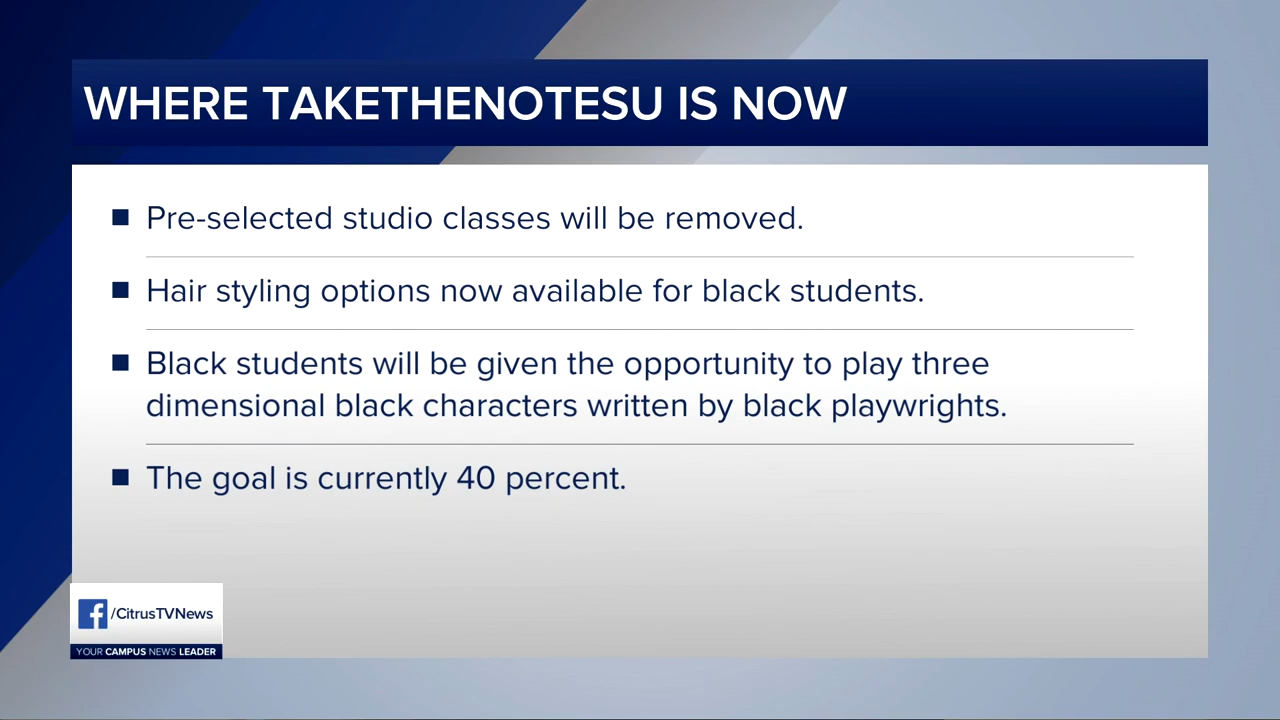 WHERE TAKETHENOTESU IS NOW
Pre-selected studio classes will be removed.
Hair styling options now available for black students.
Black students will be given the opportunity to play three
dimensional black characters written by black playwrights.
The goal is currently 40 percent.
/CitrusTVNews
YOUR CAMPUS NEWS LEADER